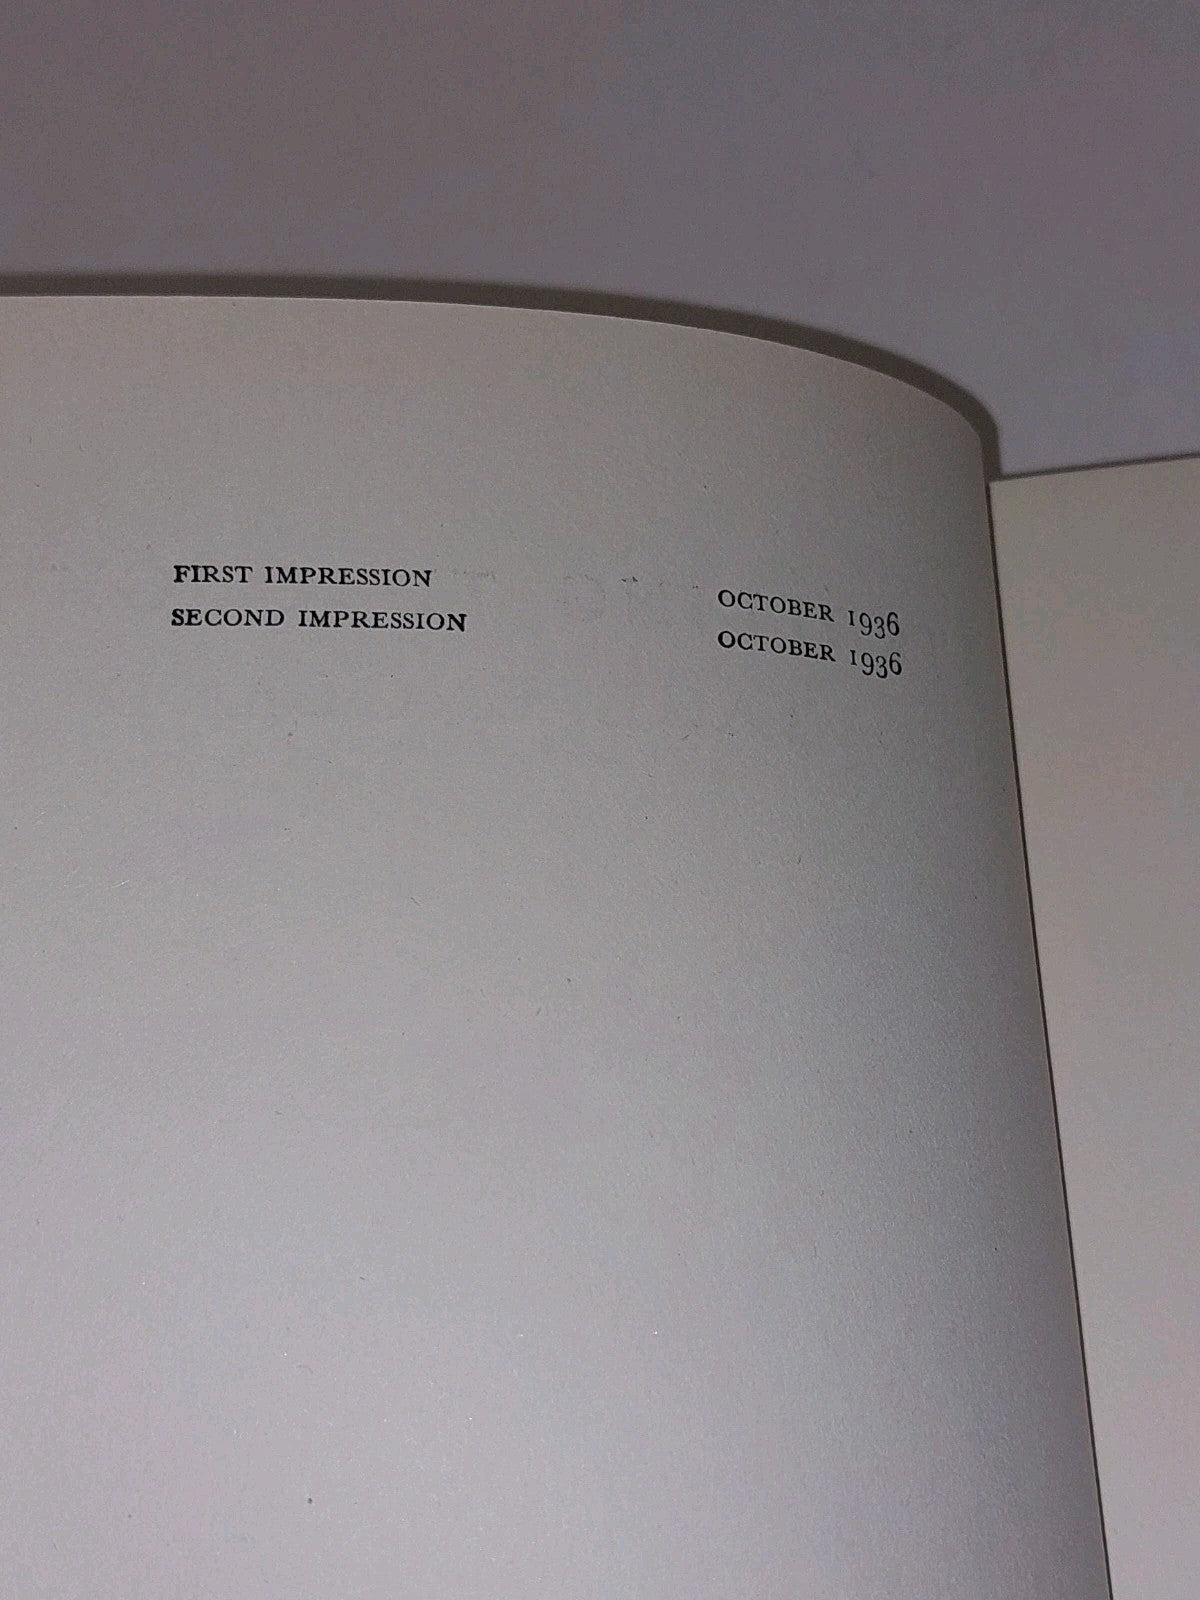 FIRST IMPRESSION OCTOBER 1936
SECOND IMPRESSION OCTOBER 1936